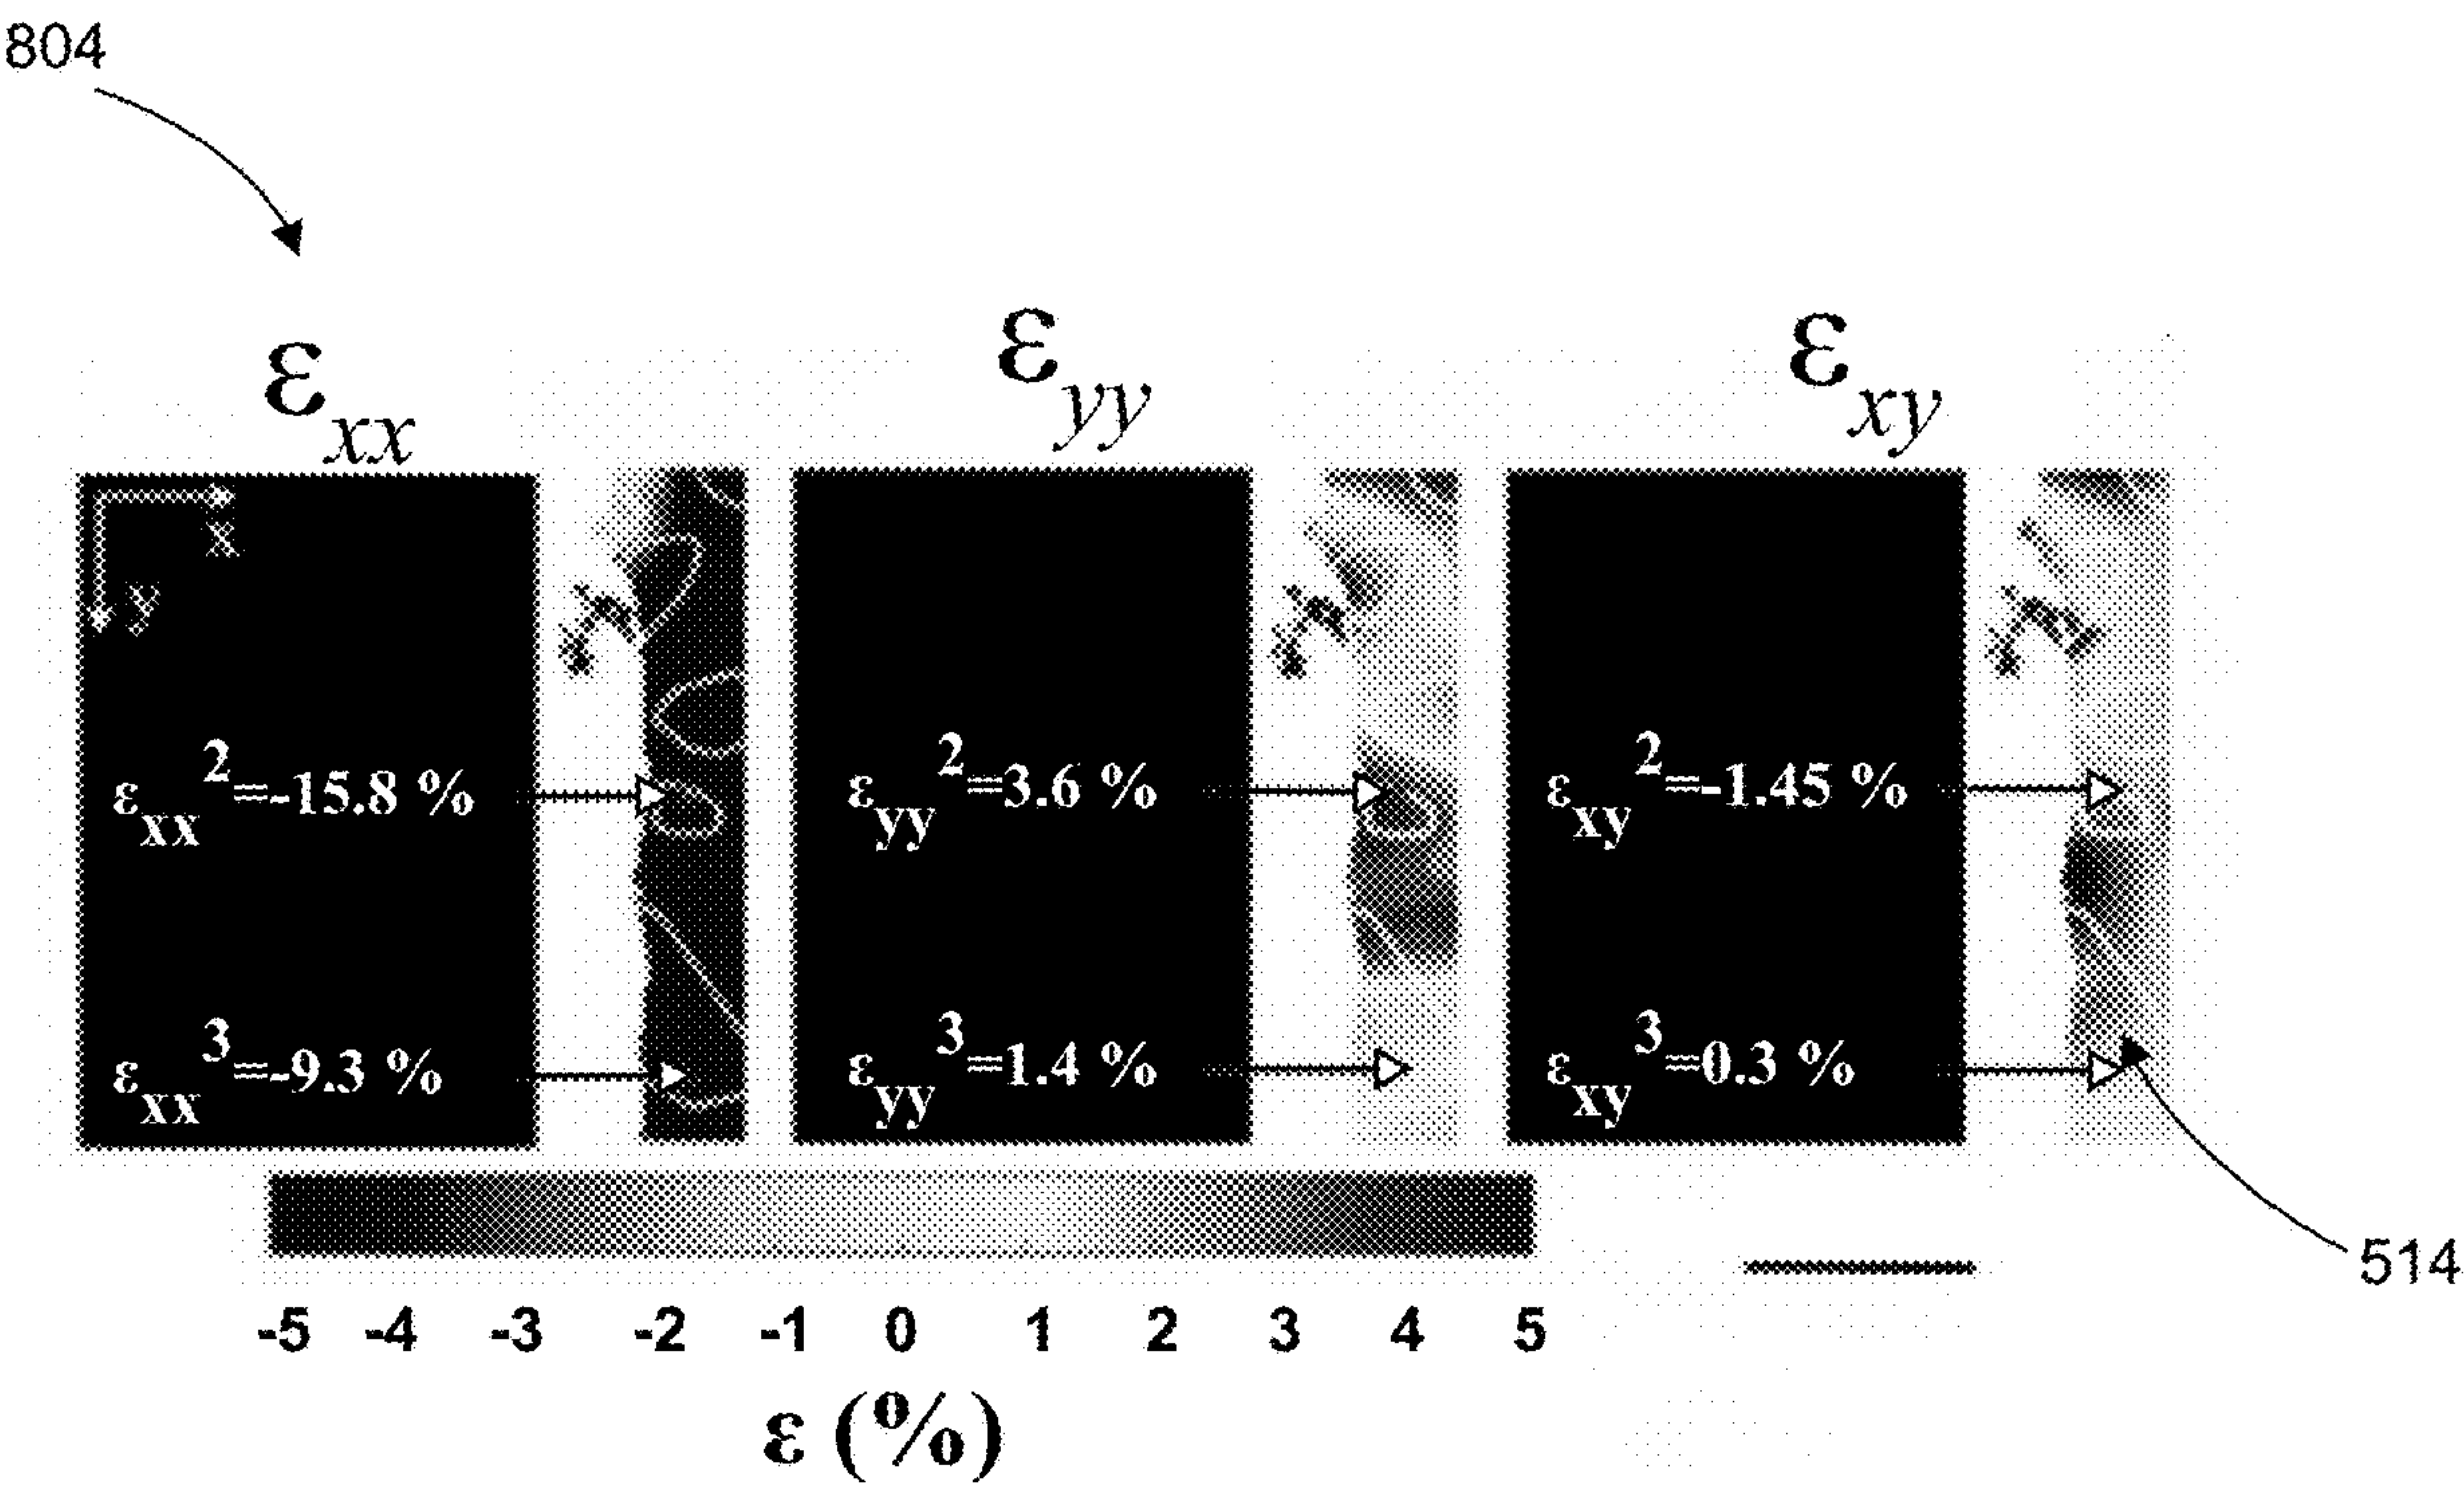 804
εxx
εyy
εxy
x
y
εxx²=-15.8 %
εyy²=3.6 %
εxy²=-1.45 %
εxx³=-9.3 %
εyy³=1.4 %
εxy³=0.3 %
514
-5 -4 -3 -2 -1 0 1 2 3 4 5
ε (%)